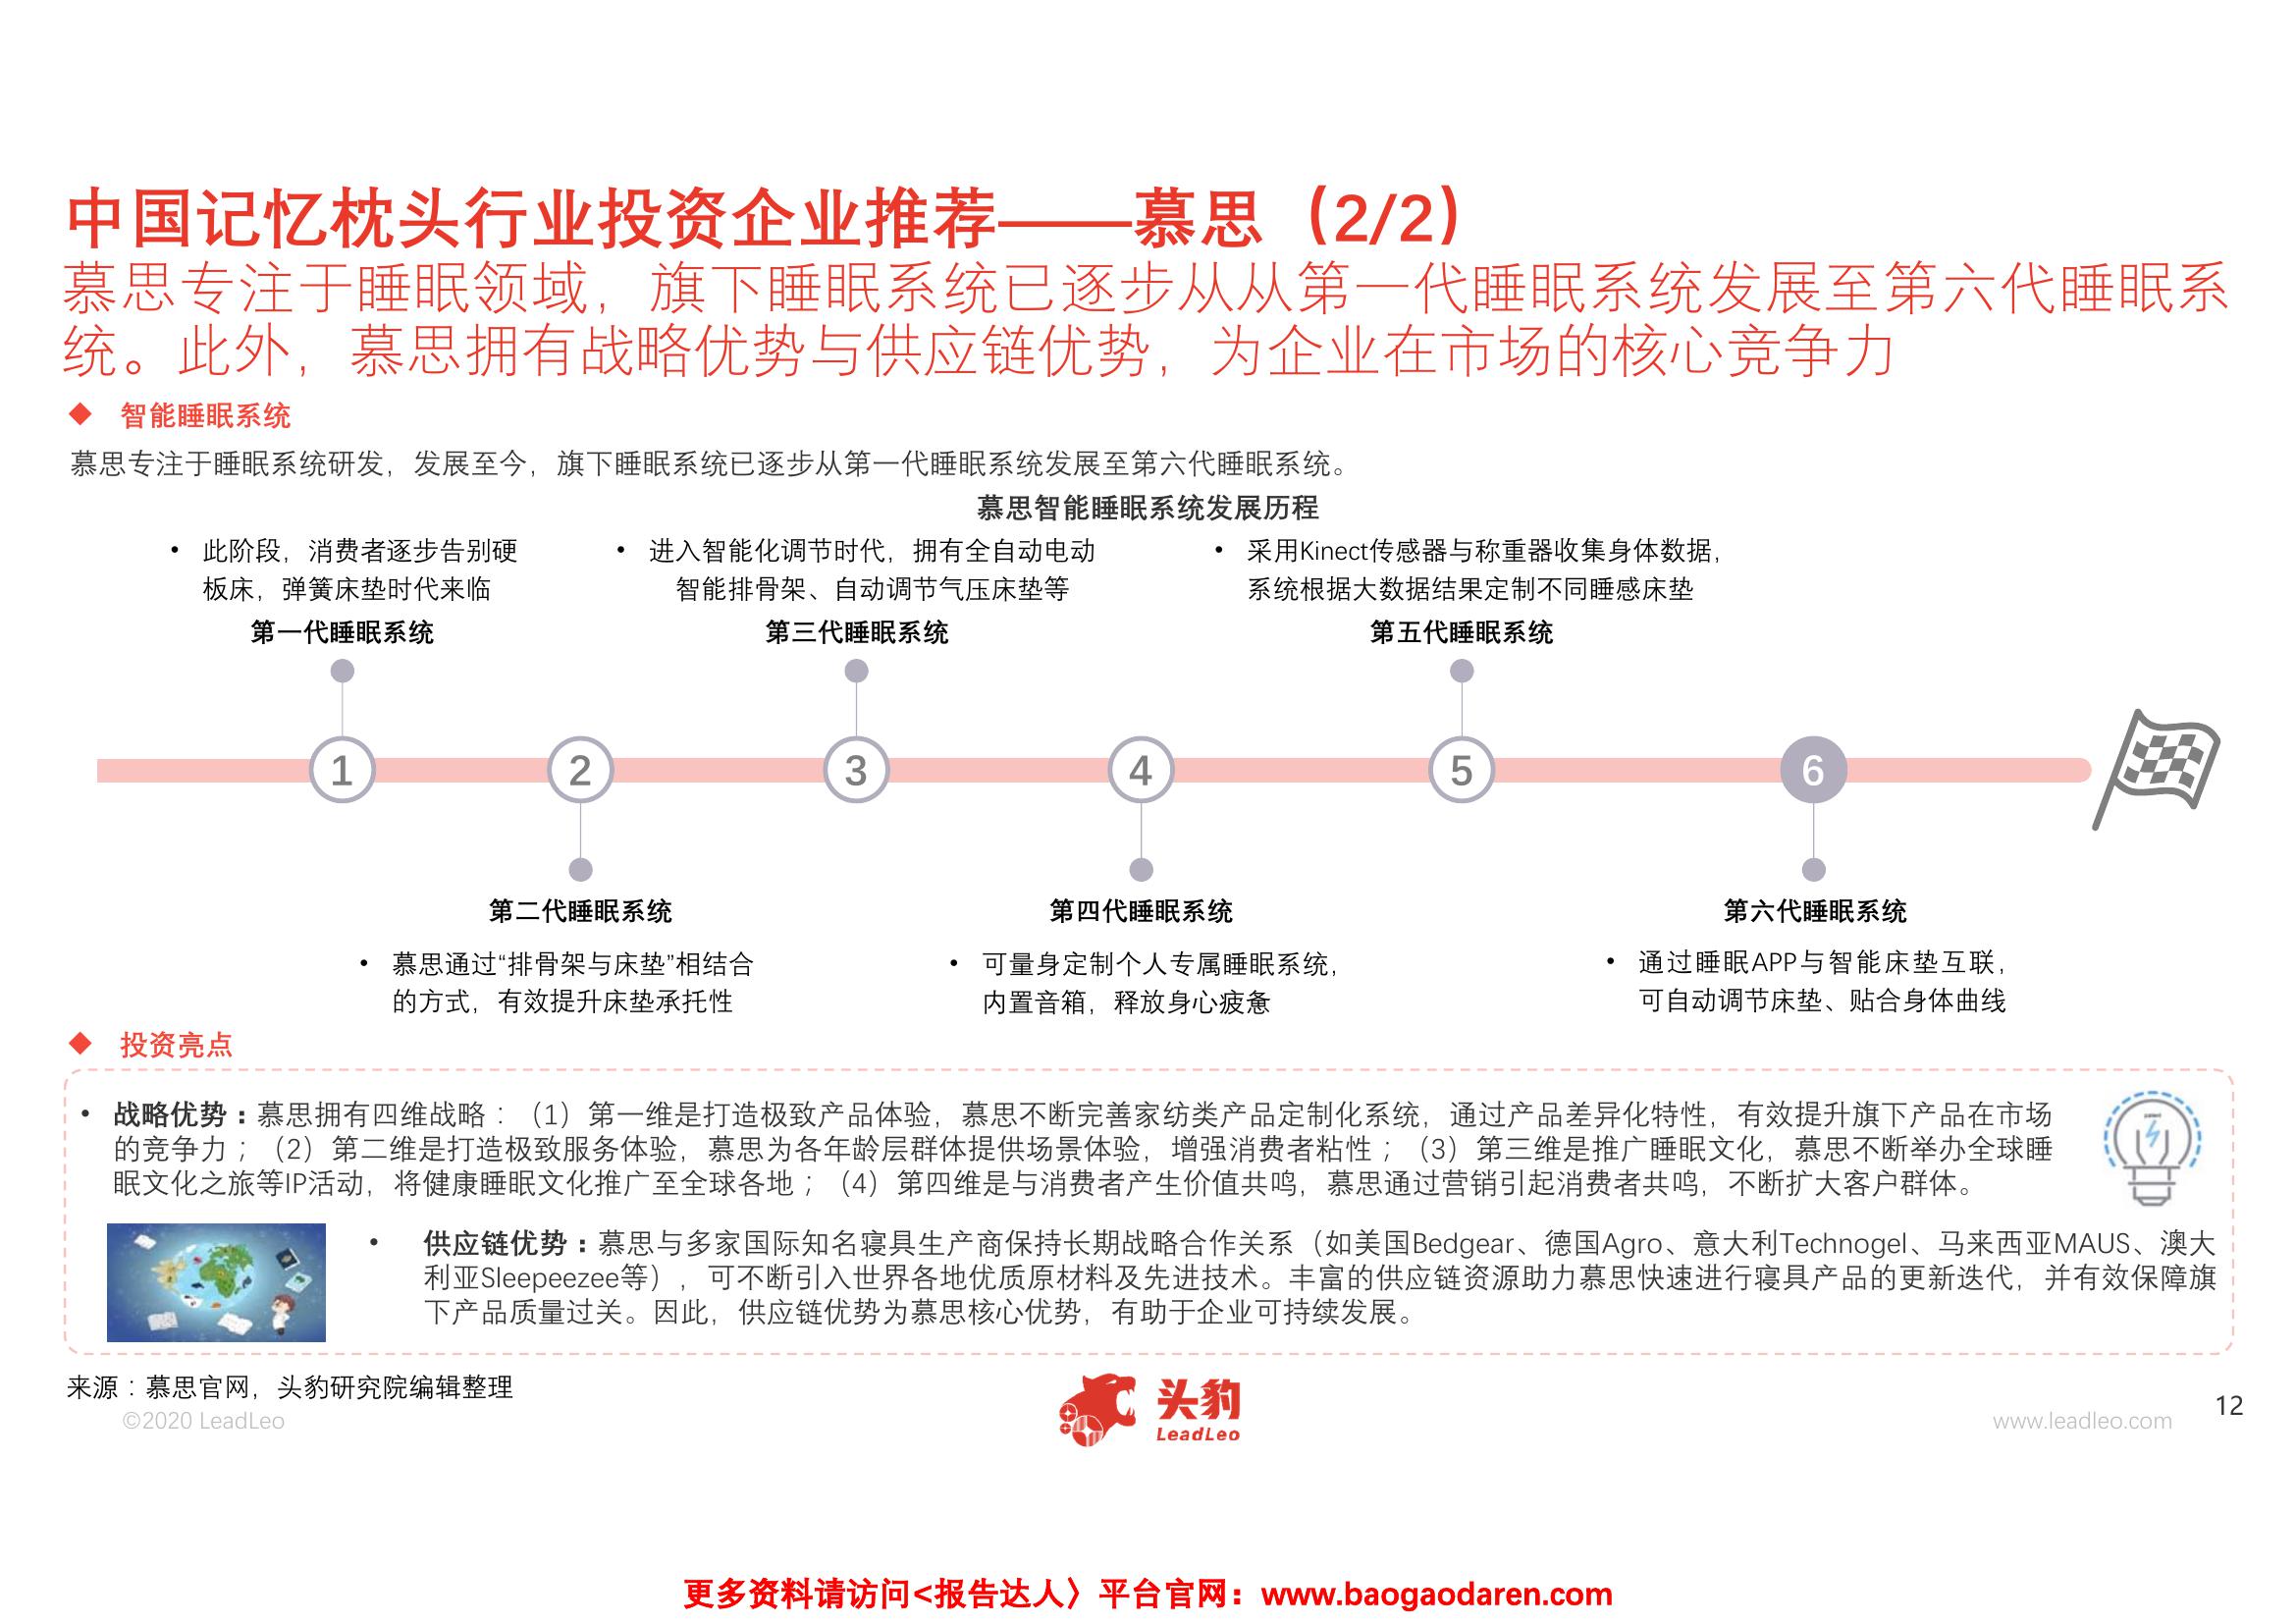 中国记忆枕头行业投资企业推荐——慕思（2/2）
慕思专注于睡眠领域，旗下睡眠系统已逐步从从第一代睡眠系统发展至第六代睡眠系
统。此外，慕思拥有战略优势与供应链优势，为企业在市场的核心竞争力
◆ 智能睡眠系统
慕思专注于睡眠系统研发，发展至今，旗下睡眠系统已逐步从第一代睡眠系统发展至第六代睡眠系统。
慕思智能睡眠系统发展历程
• 此阶段，消费者逐步告别硬
板床，弹簧床垫时代来临
第一代睡眠系统
• 进入智能化调节时代，拥有全自动电动
智能排骨架、自动调节气压床垫等
第三代睡眠系统
• 采用Kinect传感器与称重器收集身体数据，
系统根据大数据结果定制不同睡感床垫
第五代睡眠系统
1
2
3
4
5
6
第二代睡眠系统
• 慕思通过“排骨架与床垫”相结合
的方式，有效提升床垫承托性
第四代睡眠系统
• 可量身定制个人专属睡眠系统，
内置音箱，释放身心疲惫
第六代睡眠系统
• 通过睡眠APP与智能床垫互联，
可自动调节床垫、贴合身体曲线
◆ 投资亮点
• 战略优势：慕思拥有四维战略：（1）第一维是打造极致产品体验，慕思不断完善家纺类产品定制化系统，通过产品差异化特性，有效提升旗下产品在市场
的竞争力；（2）第二维是打造极致服务体验，慕思为各年龄层群体提供场景体验，增强消费者粘性；（3）第三维是推广睡眠文化，慕思不断举办全球睡
眠文化之旅等IP活动，将健康睡眠文化推广至全球各地；（4）第四维是与消费者产生价值共鸣，慕思通过营销引起消费者共鸣，不断扩大客户群体。
• 供应链优势：慕思与多家国际知名寝具生产商保持长期战略合作关系（如美国Bedgear、德国Agro、意大利Technogel、马来西亚MAUS、澳大
利亚Sleepeezee等），可不断引入世界各地优质原材料及先进技术。丰富的供应链资源助力慕思快速进行寝具产品的更新迭代，并有效保障旗
下产品质量过关。因此，供应链优势为慕思核心优势，有助于企业可持续发展。
来源：慕思官网，头豹研究院编辑整理
©2020 LeadLeo
头豹
LeadLeo
www.leadleo.com
12
更多资料请访问<报告达人〉平台官网：www.baogaodaren.com